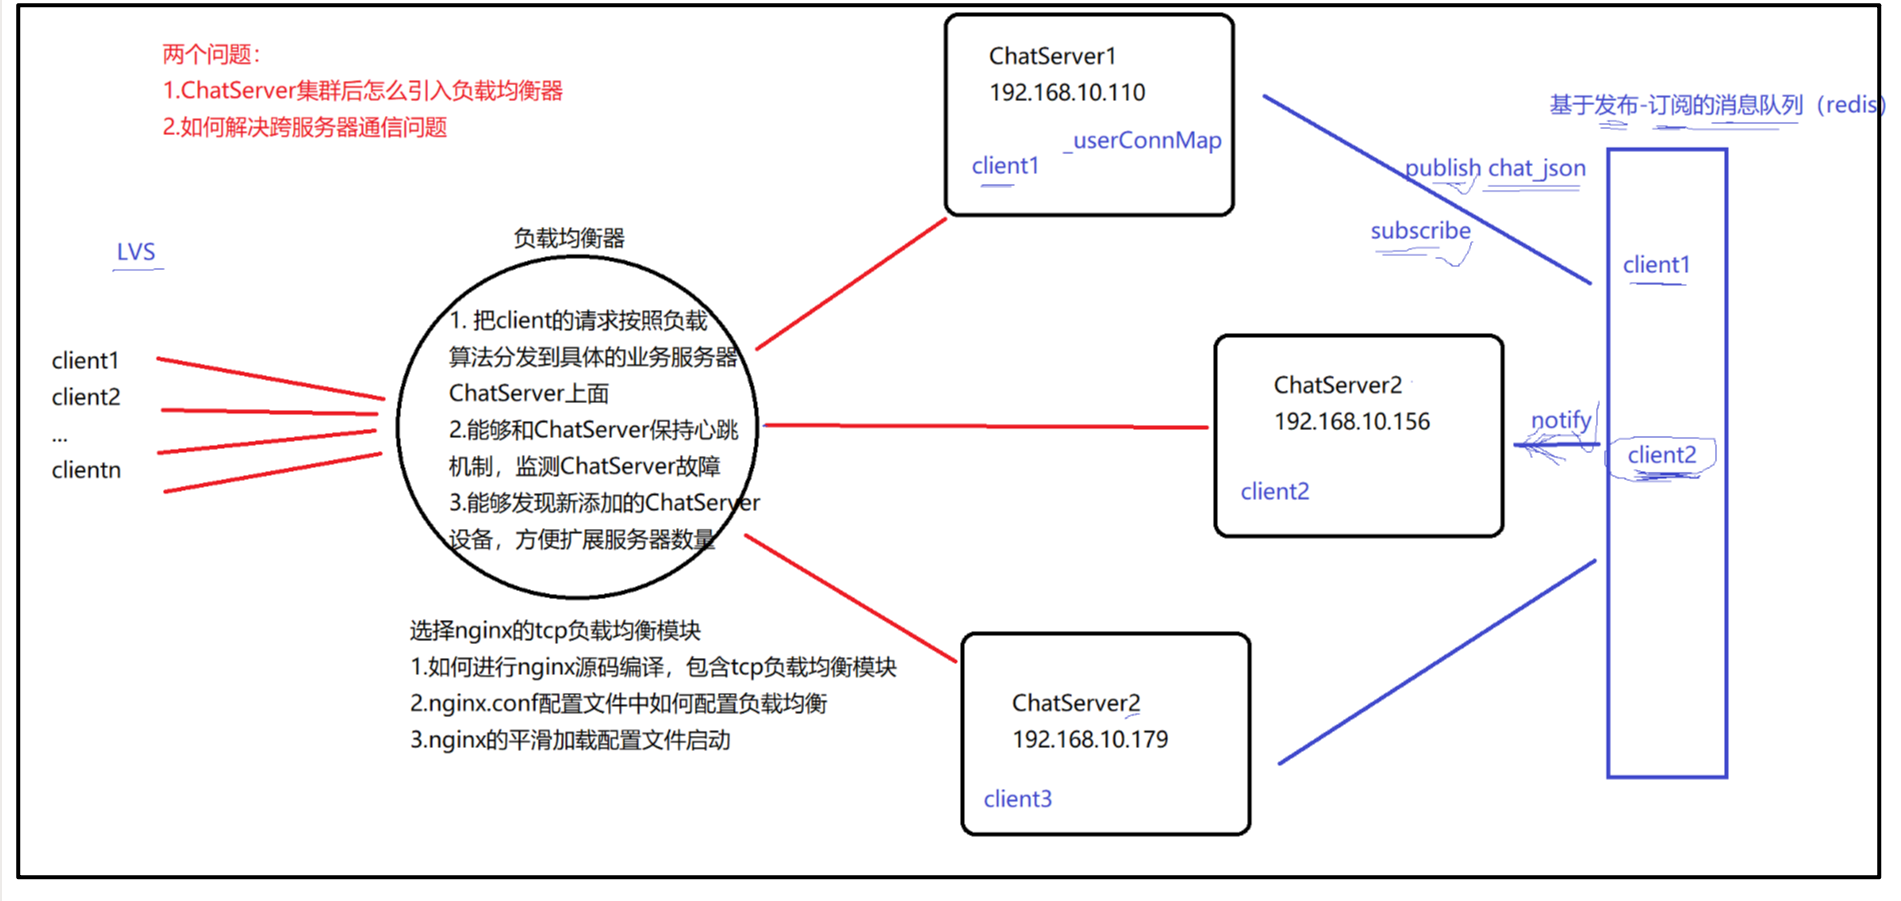 两个问题：
1.ChatServer集群后怎么引入负载均衡器
2.如何解决跨服务器通信问题
LVS
client1
client2
...
clientn
负载均衡器
1. 把client的请求按照负载
算法分发到具体的业务服务器
ChatServer上面
2.能够和ChatServer保持心跳
机制，监测ChatServer故障
3.能够发现新添加的ChatServer
设备，方便扩展服务器数量
选择nginx的tcp负载均衡模块
1.如何进行nginx源码编译，包含tcp负载均衡模块
2.nginx.conf配置文件中如何配置负载均衡
3.nginx的平滑加载配置文件启动
ChatServer1
192.168.10.110
_userConnMap
client1
ChatServer2
192.168.10.156
client2
ChatServer2
192.168.10.179
client3
基于发布-订阅的消息队列（redis）
publish chat_json
subscribe
client1
notify
client2